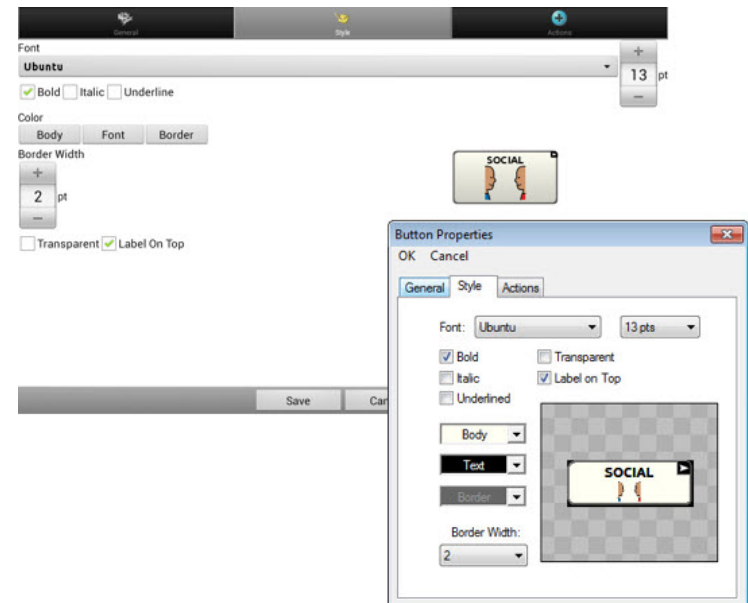 General Style Actions
Font
Ubuntu
13 pt
Bold Italic Underline
Color
Body Font Border
Border Width
2 pt
Transparent Label On Top
SOCIAL
Save
Button Properties
OK Cancel
General Style Actions
Font: Ubuntu 13 pts
Bold Transparent
Italic Label on Top
Underlined
Body
Text
SOCIAL
Border
Border Width:
2